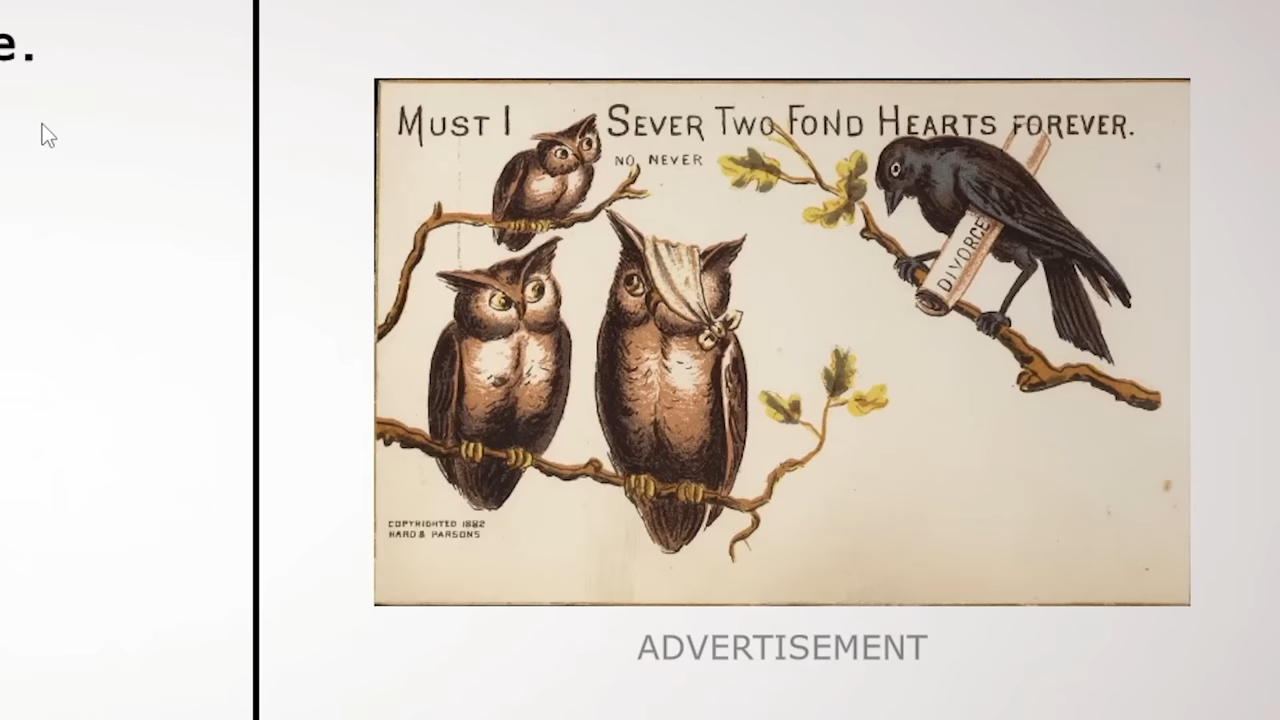 e.
MUST I SEVER TWO FOND HEARTS FOREVER.
NO, NEVER
DIVORCE
COPYRIGHTED 1882
HARD & PARSONS
ADVERTISEMENT